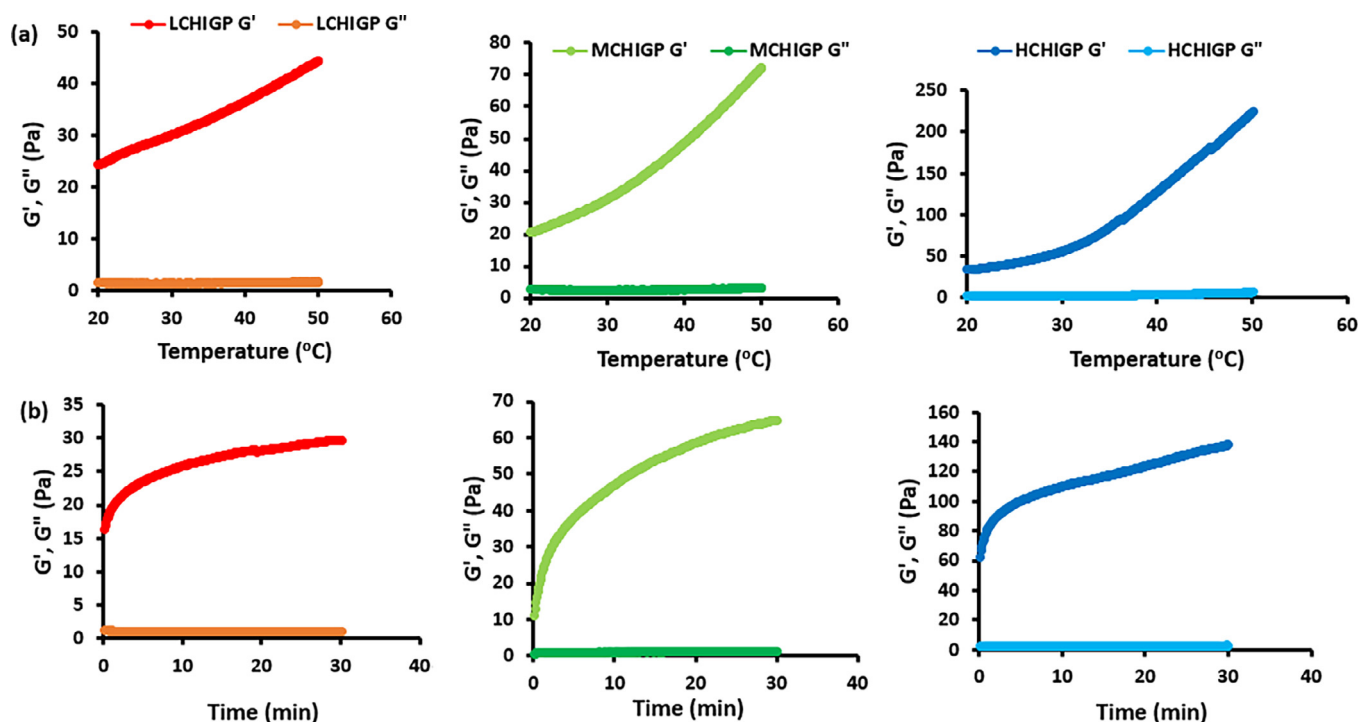 (a)
LCHIGP G' LCHIGP G"
50
40
30
20
10
0
20 30 40 50 60
G', G" (Pa)
Temperature (°C)
MCHIGP G' MCHIGP G"
80
70
60
50
40
30
20
10
0
20 30 40 50 60
G', G" (Pa)
Temperature (°C)
HCHIGP G' HCHIGP G"
250
200
150
100
50
0
20 30 40 50 60
G', G" (Pa)
Temperature (°C)
(b)
35
30
25
20
15
10
5
0
0 10 20 30 40
G', G" (Pa)
Time (min)
70
60
50
40
30
20
10
0
0 10 20 30 40
G', G" (Pa)
Time (min)
160
140
120
100
80
60
40
20
0
0 10 20 30 40
G', G" (Pa)
Time (min)